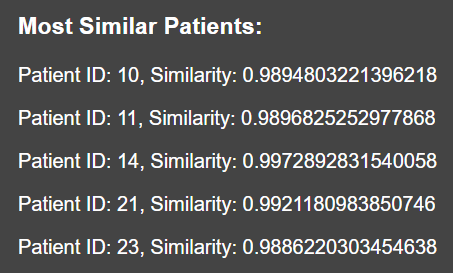 Most Similar Patients:
Patient ID: 10, Similarity: 0.9894803221396218
Patient ID: 11, Similarity: 0.9896825252977868
Patient ID: 14, Similarity: 0.9972892831540058
Patient ID: 21, Similarity: 0.9921180983850746
Patient ID: 23, Similarity: 0.9886220303454638